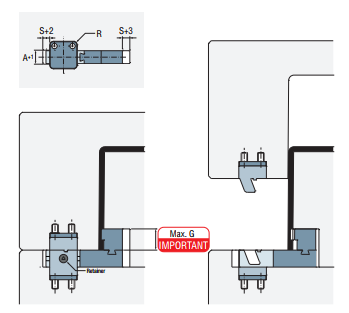 S+2
S+3
R
A+1
Max. G
IMPORTANT
Retainer